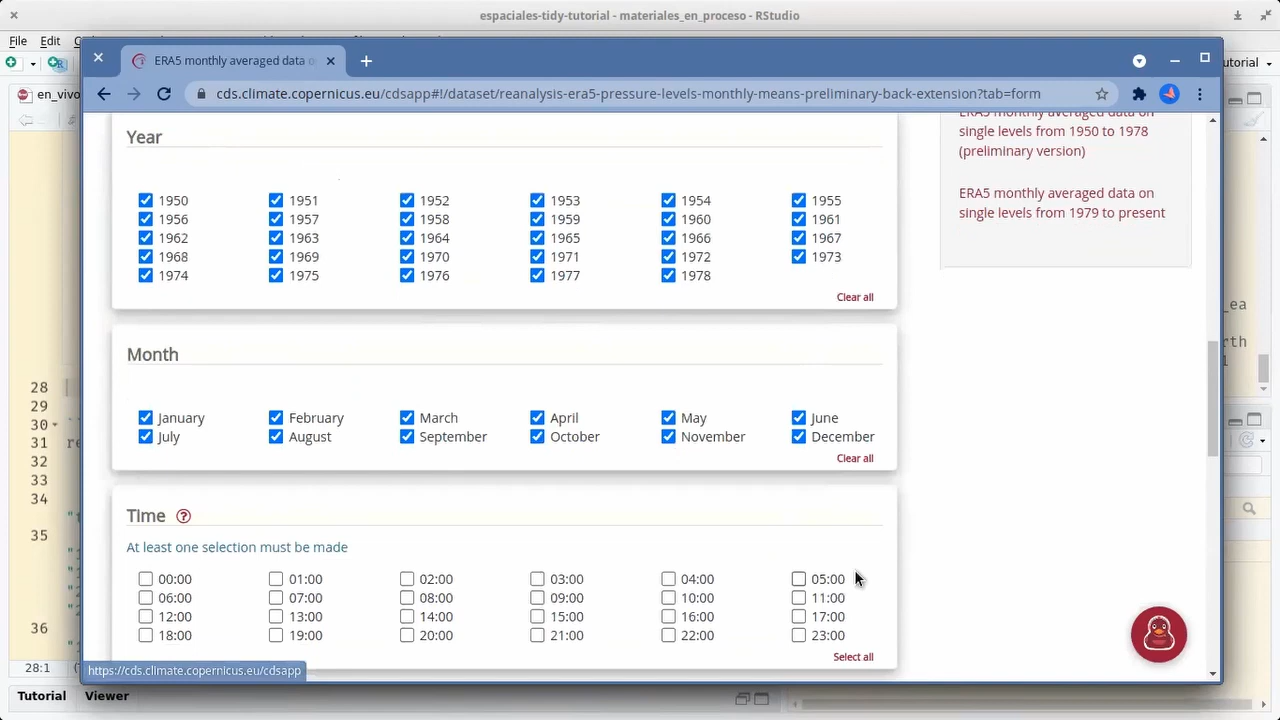 espaciales-tidy-tutorial - materiales_en_proceso - RStudio
File Edit
ERA5 monthly averaged data o
cds.climate.copernicus.eu/cdsapp#!/dataset/reanalysis-era5-pressure-levels-monthly-means-preliminary-back-extension?tab=form
utorial
en_vivo
ERA5 monthly averaged data on
single levels from 1950 to 1978
(preliminary version)
ERA5 monthly averaged data on
single levels from 1979 to present
Year
1950 1951 1952 1953 1954 1955
1956 1957 1958 1959 1960 1961
1962 1963 1964 1965 1966 1967
1968 1969 1970 1971 1972 1973
1974 1975 1976 1977 1978
Clear all
Month
January February March April May June
July August September October November December
Clear all
Time ?
At least one selection must be made
00:00 01:00 02:00 03:00 04:00 05:00
06:00 07:00 08:00 09:00 10:00 11:00
12:00 13:00 14:00 15:00 16:00 17:00
18:00 19:00 20:00 21:00 22:00 23:00
Select all
https://cds.climate.copernicus.eu/cdsapp
_ea
rth
28
29
30
31 re
32
33
34
35
36
28:1
Tutorial Viewer